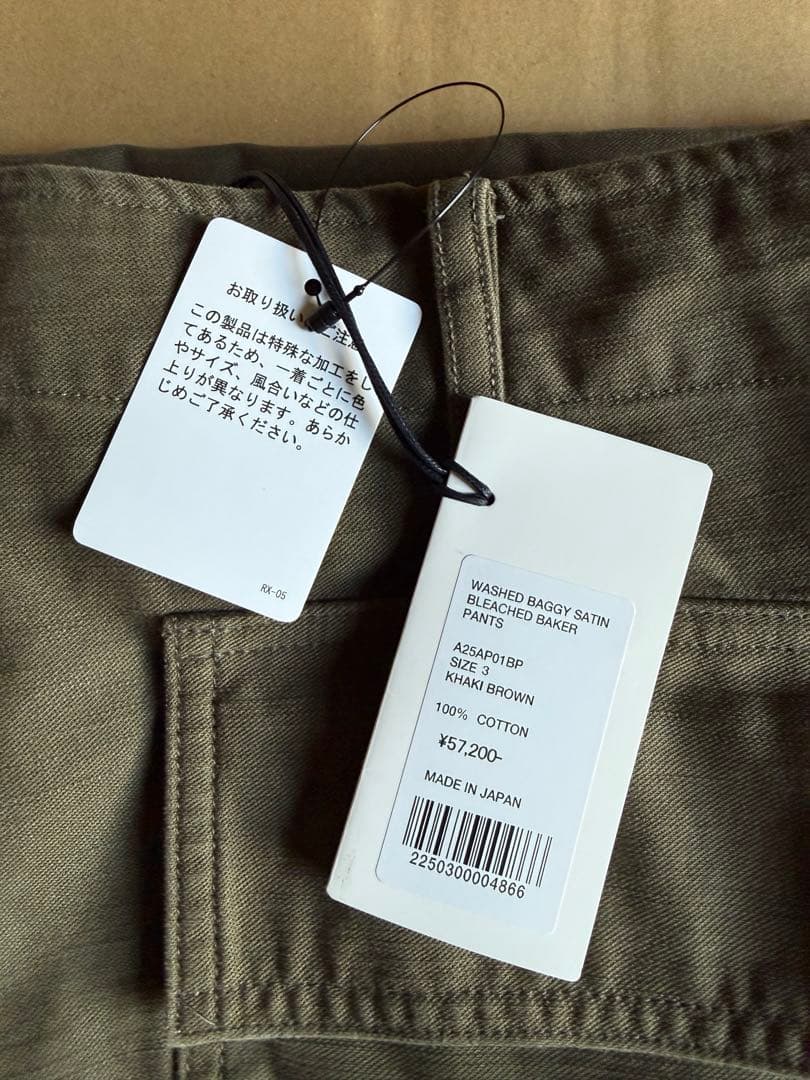 お取り扱い
この製品は特殊な加工をし
てあるため、一着ごとに色
やサイズ、風合いなどの仕
上りが異なります。あらか
じめご了承ください。
RX-05
WASHED BAGGY SATIN
BLEACHED BAKER
PANTS
A25AP01BP
SIZE 3
KHAKI BROWN
100% COTTON
¥57,200-
MADE IN JAPAN
2250300004866